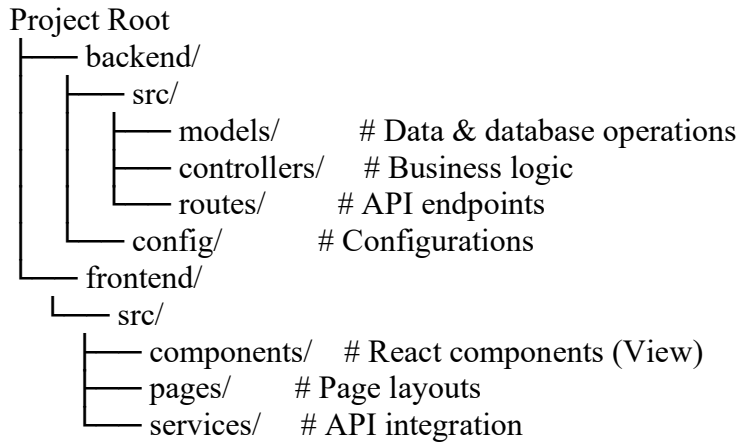 Project Root
backend/
src/
models/ # Data & database operations
controllers/ # Business logic
routes/ # API endpoints
config/ # Configurations
frontend/
src/
components/ # React components (View)
pages/ # Page layouts
services/ # API integration